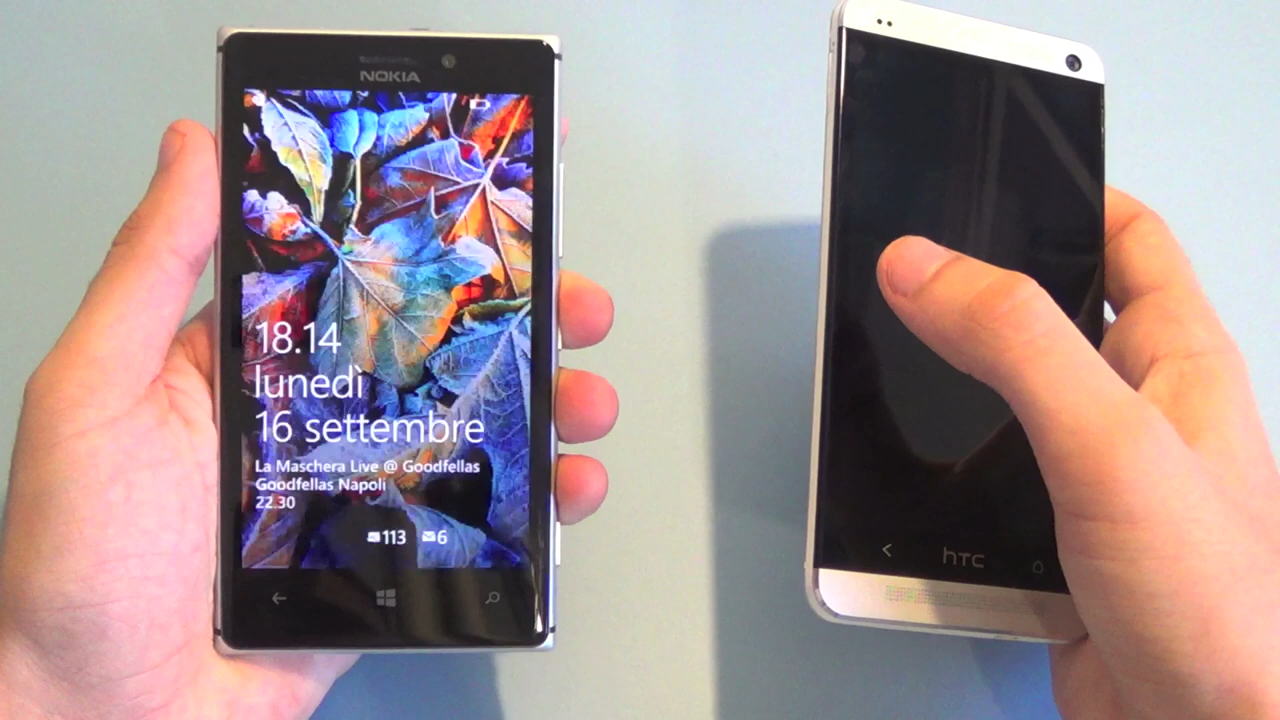 NOKIA
18.14
lunedì
16 settembre
La Maschera Live @ Goodfellas
Goodfellas Napoli
22.30
113 6
hTC